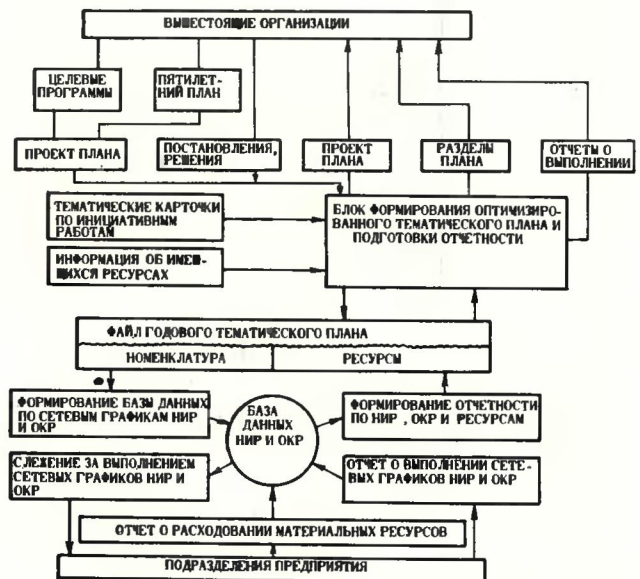 ВЫШЕСТОЯЩИЕ ОРГАНИЗАЦИИ
ЦЕЛЕВЫЕ
ПРОГРАММЫ
ПЯТИЛЕТ-
НИЙ ПЛАН
ПРОЕКТ ПЛАНА
ПОСТАНОВЛЕНИЯ,
РЕШЕНИЯ
ПРОЕКТ
ПЛАНА
РАЗДЕЛЫ
ПЛАНА
ОТЧЕТЫ О
ВЫПОЛНЕНИИ
ТЕМАТИЧЕСКИЕ КАРТОЧКИ
ПО ИНИЦИАТИВНЫМ
РАБОТАМ
БЛОК ФОРМИРОВАНИЯ ОПТИМИЗИРО-
ВАННОГО ТЕМАТИЧЕСКОГО ПЛАНА И
ПОДГОТОВКИ ОТЧЕТНОСТИ
ИНФОРМАЦИЯ ОБ ИМЕЮ-
ЩИХСЯ РЕСУРСАХ
ФАЙЛ ГОДОВОГО ТЕМАТИЧЕСКОГО ПЛАНА
НОМЕНКЛАТУРА
РЕСУРСЫ
ФОРМИРОВАНИЕ БАЗЫ ДАННЫХ
ПО СЕТЕВЫМ ГРАФИКАМ НИР
И ОКР
БАЗА
ДАННЫХ
НИР И ОКР
ФОРМИРОВАНИЕ ОТЧЕТНОСТИ
ПО НИР , ОКР И РЕСУРСАМ
СЛЕЖЕНИЕ ЗА ВЫПОЛНЕНИЕМ
СЕТЕВЫХ ГРАФИКОВ НИР И
ОКР
ОТЧЕТ О ВЫПОЛНЕНИИ СЕТЕ-
ВЫХ ГРАФИКОВ НИР И ОКР
ОТЧЕТ О РАСХОДОВАНИИ МАТЕРИАЛЬНЫХ РЕСУРСОВ
ПОДРАЗДЕЛЕНИЯ ПРЕДПРИЯТИЯ